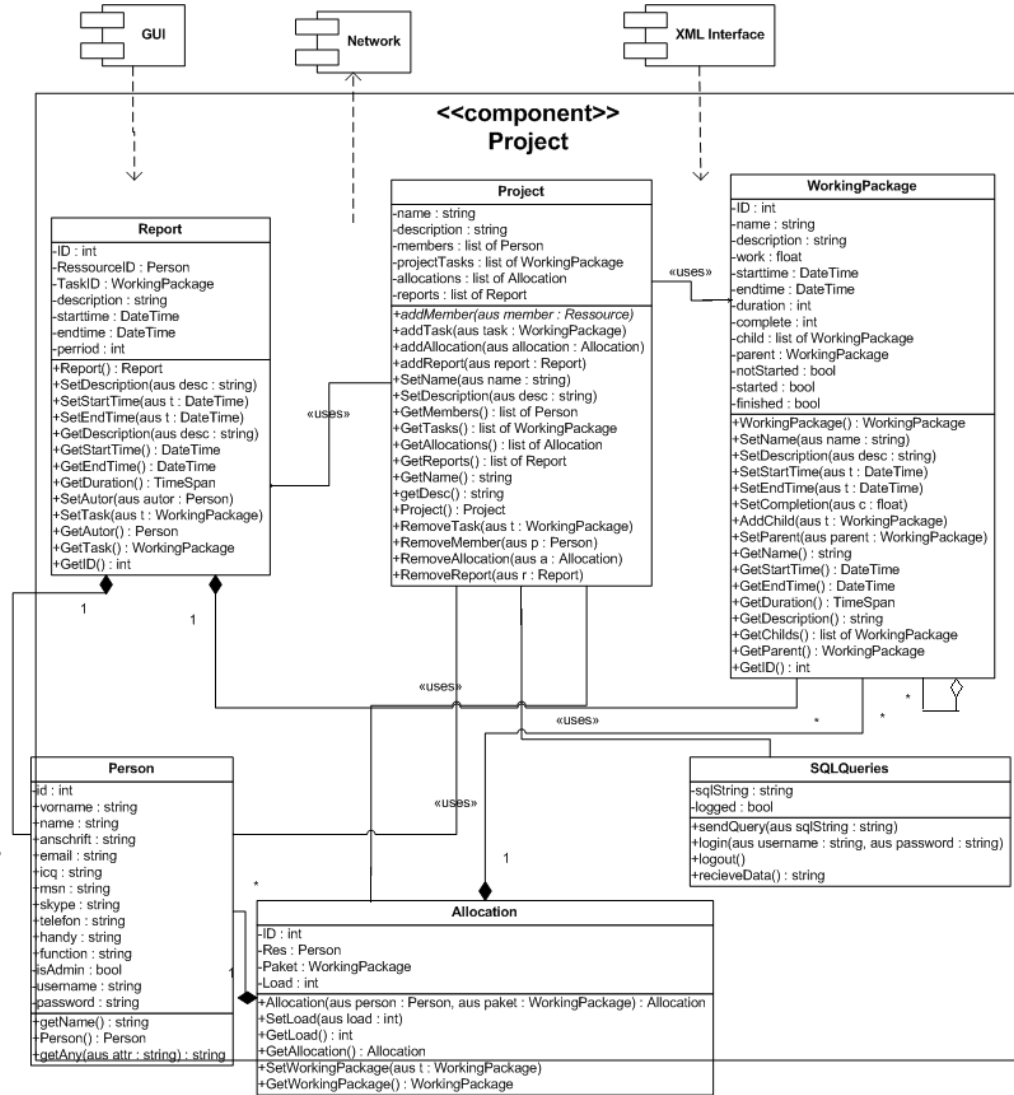 GUI
Network
XML Interface
<<component>>
Project
Report
-ID : int
-RessourceID : Person
-TaskID : WorkingPackage
-description : string
-starttime : DateTime
-endtime : DateTime
-perriod : int
+Report() : Report
+SetDescription(aus desc : string)
+SetStartTime(aus t : DateTime)
+SetEndTime(aus t : DateTime)
+GetDescription(aus desc : string)
+GetStartTime() : DateTime
+GetEndTime() : DateTime
+GetDuration() : TimeSpan
+SetAutor(aus autor : Person)
+SetTask(aus t : WorkingPackage)
+GetAutor() : Person
+GetTask() : WorkingPackage
+GetID() : int
1
1
«uses»
Project
-name : string
-description : string
-members : list of Person
-projectTasks : list of WorkingPackage
-allocations : list of Allocation
-reports : list of Report
+addMember(aus member : Ressource)
+addTask(aus task : WorkingPackage)
+addAllocation(aus allocation : Allocation)
+addReport(aus report : Report)
+SetName(aus name : string)
+SetDescription(aus desc : string)
+GetMembers() : list of Person
+GetTasks() : list of WorkingPackage
+GetAllocations() : list of Allocation
+GetReports() : list of Report
+GetName() : string
+getDesc() : string
+Project() : Project
+RemoveTask(aus t : WorkingPackage)
+RemoveMember(aus p : Person)
+RemoveAllocation(aus a : Allocation)
+RemoveReport(aus r : Report)
«uses»
WorkingPackage
-ID : int
-name : string
-description : string
-work : float
-starttime : DateTime
-endtime : DateTime
-duration : int
-complete : int
-child : list of WorkingPackage
-parent : WorkingPackage
-notStarted : bool
-started : bool
-finished : bool
+WorkingPackage() : WorkingPackage
+SetName(aus name : string)
+SetDescription(aus desc : string)
+SetStartTime(aus t : DateTime)
+SetEndTime(aus t : DateTime)
+SetCompletion(aus c : float)
+AddChild(aus t : WorkingPackage)
+SetParent(aus parent : WorkingPackage)
+GetName() : string
+GetStartTime() : DateTime
+GetEndTime() : DateTime
+GetDuration() : TimeSpan
+GetDescription() : string
+GetChilds() : list of WorkingPackage
+GetParent() : WorkingPackage
+GetID() : int
«uses»
«uses»
* * *
Person
-id : int
+vorname : string
+name : string
+anschrift : string
+email : string
+icq : string
+msn : string
+skype : string
+telefon : string
+handy : string
+function : string
-isAdmin : bool
-username : string
-password : string
+getName() : string
+Person() : Person
+getAny(aus attr : string) : string
«uses»
*
1
1
SQLQueries
-sqlString : string
-logged : bool
+sendQuery(aus sqlString : string)
+login(aus username : string, aus password : string)
+logout()
+recieveData() : string
Allocation
-ID : int
-Res : Person
-Paket : WorkingPackage
-Load : int
+Allocation(aus person : Person, aus paket : WorkingPackage) : Allocation
+SetLoad(aus load : int)
+GetLoad() : int
+GetAllocation() : Allocation
+SetWorkingPackage(aus t : WorkingPackage)
+GetWorkingPackage() : WorkingPackage